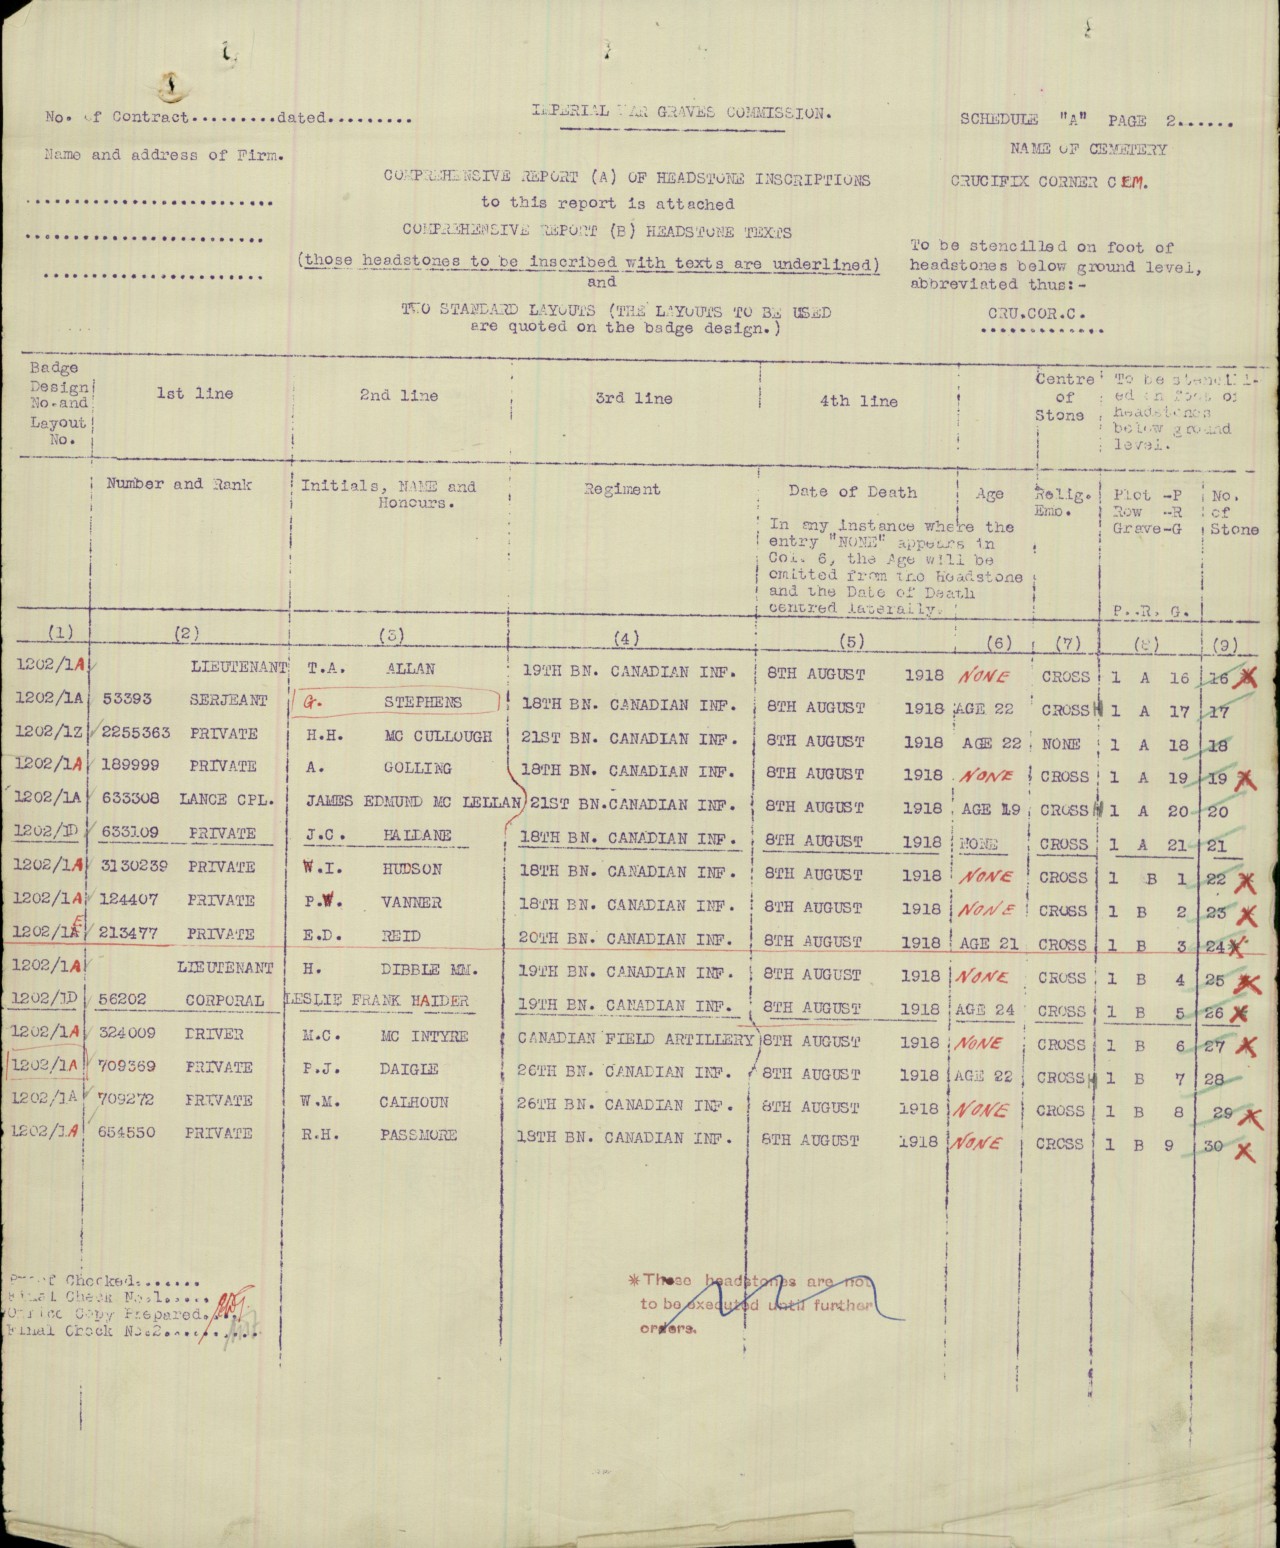 No. of Contract.........dated.........
IMPERIAL WAR GRAVES COMMISSION.
SCHEDULE "A" PAGE 2......
Name and address of Firm.
NAME OF CEMETERY
COMPREHENSIVE REPORT (A) OF HEADSTONE INSCRIPTIONS
CRUCIFIX CORNER CEM.
to this report is attached
COMPREHENSIVE REPORT (B) HEADSTONE TEXTS
(those headstones to be inscribed with texts are underlined)
and
TWO STANDARD LAYOUTS (THE LAYOUTS TO BE USED
are quoted on the badge design.)
To be stencilled on foot of
headstones below ground level,
abbreviated thus:-
CRU.COR.C.
Badge
Design
No.and
Layout
No.
1st line
2nd line
3rd line
4th line
Centre
of
Stone
To be stencill-
ed on foot of
headstones
below ground
level.
Number and Rank
Initials, NAME and
Honours.
Regiment
Date of Death
Age
In any instance where the
entry "NONE" appears in
Col. 6, the Age will be
omitted from the Headstone
and the Date of Death
centred laterally.
Relig.
Emo.
Plot -P
Row -R
Grave-G
P. .R. G.
No.
of
Stone
(1) (2) (3) (4) (5) (6) (7) (8) (9)
1202/1A LIEUTENANT T.A. ALLAN 19TH BN. CANADIAN INF. 8TH AUGUST 1918 NONE CROSS 1 A 16 16 X
1202/1A 53393 SERJEANT G. STEPHENS 18TH BN. CANADIAN INF. 8TH AUGUST 1918 AGE 22 CROSS 1 A 17 17
1202/1Z 2255363 PRIVATE H.H. MC CULLOUGH 21ST BN. CANADIAN INF. 8TH AUGUST 1918 AGE 22 NONE 1 A 18 18
1202/1A 189999 PRIVATE A. GOLLING 18TH BN. CANADIAN INF. 8TH AUGUST 1918 NONE CROSS 1 A 19 19 X
1202/1A 633308 LANCE CPL. JAMES EDMUND MC LELLAN 21ST BN.CANADIAN INF. 8TH AUGUST 1918 AGE 19 CROSS 1 A 20 20
1202/1D 633109 PRIVATE J.C. HALDANE 18TH BN. CANADIAN INF. 8TH AUGUST 1918 NONE CROSS 1 A 21 21
1202/1A 3130239 PRIVATE W.I. HUDSON 18TH BN. CANADIAN INF. 8TH AUGUST 1918 NONE CROSS 1 B 1 22 X
1202/1A 124407 PRIVATE P.W. VANNER 18TH BN. CANADIAN INF. 8TH AUGUST 1918 NONE CROSS 1 B 2 23 X
1202/1E 213477 PRIVATE E.D. REID 20TH BN. CANADIAN INF. 8TH AUGUST 1918 AGE 21 CROSS 1 B 3 24 X
1202/1A LIEUTENANT H. DIBBLE MM. 19TH BN. CANADIAN INF. 8TH AUGUST 1918 NONE CROSS 1 B 4 25 X
1202/1D 56202 CORPORAL LESLIE FRANK HAIDER 19TH BN. CANADIAN INF. 8TH AUGUST 1918 AGE 24 CROSS 1 B 5 26 X
1202/1A 324009 DRIVER M.C. MC INTYRE CANADIAN FIELD ARTILLERY 8TH AUGUST 1918 NONE CROSS 1 B 6 27 X
1202/1A 709369 PRIVATE P.J. DAIGLE 26TH BN. CANADIAN INF. 8TH AUGUST 1918 AGE 22 CROSS 1 B 7 28
1202/1A 709272 PRIVATE W.M. CALHOUN 26TH BN. CANADIAN INF. 8TH AUGUST 1918 NONE CROSS 1 B 8 29 X
1202/1A 654550 PRIVATE R.H. PASSMORE 18TH BN. CANADIAN INF. 8TH AUGUST 1918 NONE CROSS 1 B 9 30 X
Proof Checked.......
Final Check No.1......
Office Copy Prepared.....
Final Check No.2..........
*These headstones are not
to be executed until further
orders.